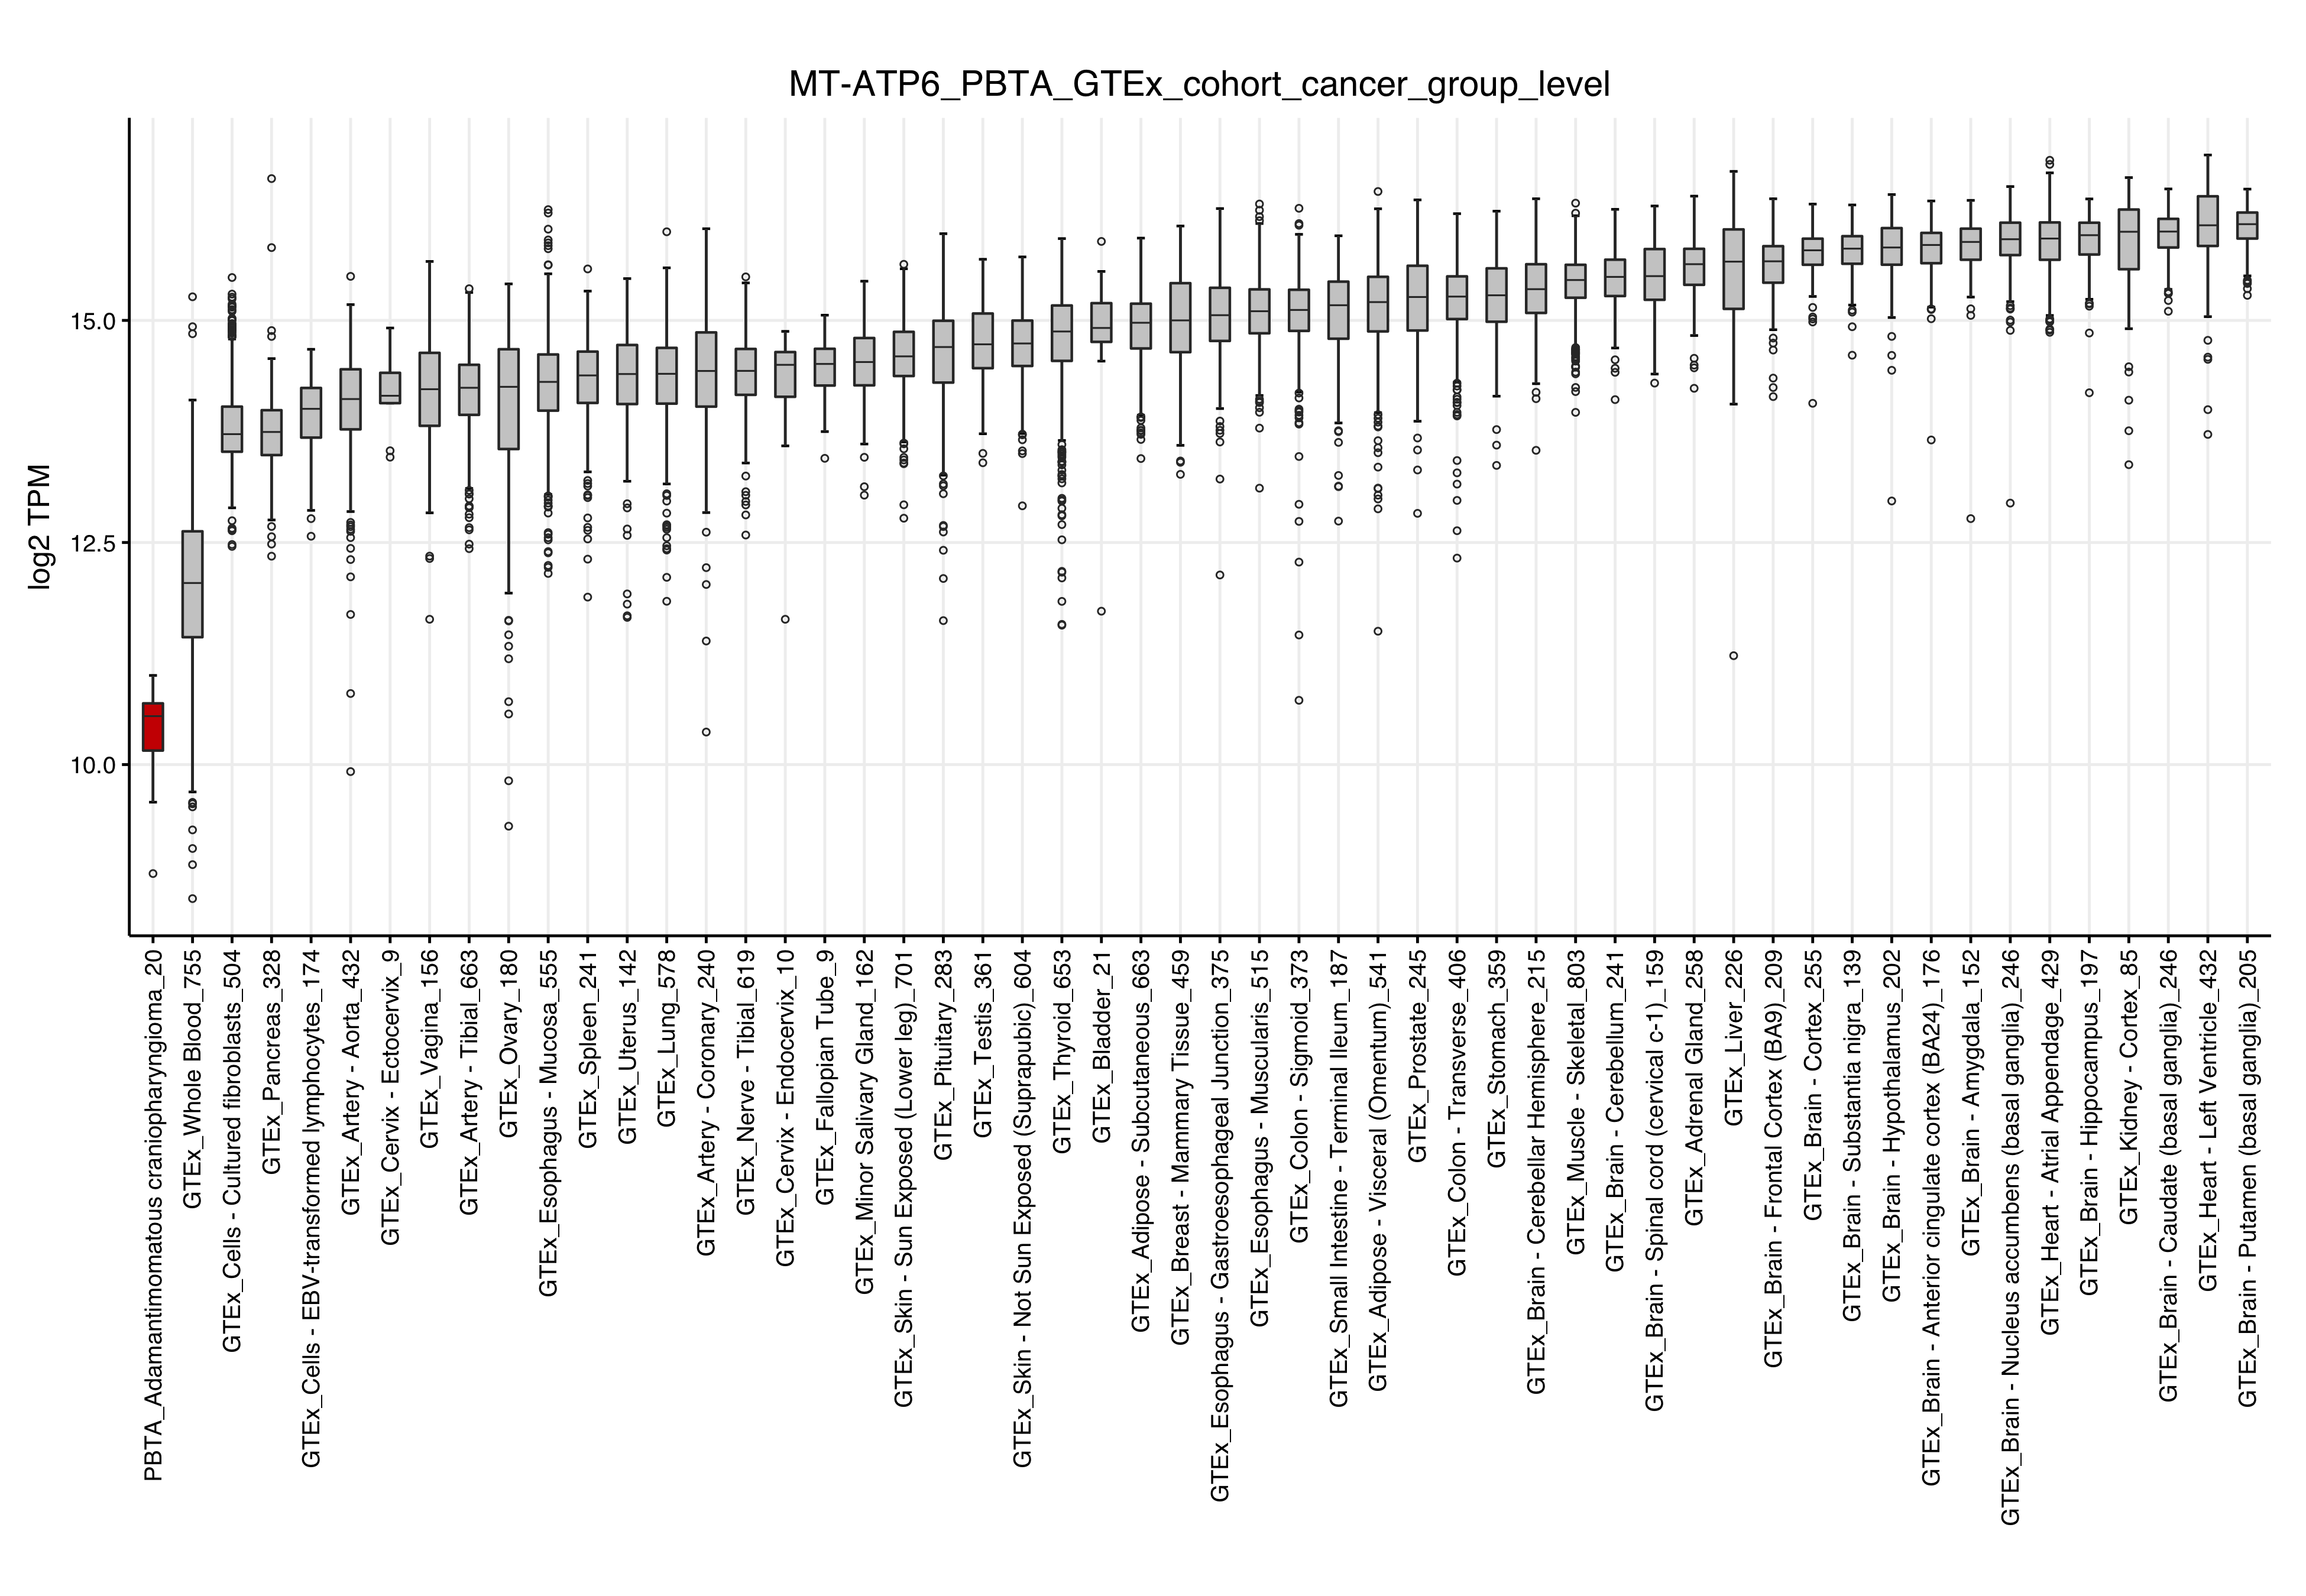 MT-ATP6_PBTA_GTEx_cohort_cancer_group_level
log2 TPM
15.0
12.5
10.0
PBTA_Adamantimomatous craniopharyngioma_20
GTEx_Whole Blood_755
GTEx_Cells - Cultured fibroblasts_504
GTEx_Pancreas_328
GTEx_Cells - EBV-transformed lymphocytes_174
GTEx_Artery - Aorta_432
GTEx_Cervix - Ectocervix_9
GTEx_Vagina_156
GTEx_Artery - Tibial_663
GTEx_Ovary_180
GTEx_Esophagus - Mucosa_555
GTEx_Spleen_241
GTEx_Uterus_142
GTEx_Lung_578
GTEx_Artery - Coronary_240
GTEx_Nerve - Tibial_619
GTEx_Cervix - Endocervix_10
GTEx_Fallopian Tube_9
GTEx_Minor Salivary Gland_162
GTEx_Skin - Sun Exposed (Lower leg)_701
GTEx_Pituitary_283
GTEx_Testis_361
GTEx_Skin - Not Sun Exposed (Suprapubic)_604
GTEx_Thyroid_653
GTEx_Bladder_21
GTEx_Adipose - Subcutaneous_663
GTEx_Breast - Mammary Tissue_459
GTEx_Esophagus - Gastroesophageal Junction_375
GTEx_Esophagus - Muscularis_515
GTEx_Colon - Sigmoid_373
GTEx_Small Intestine - Terminal Ileum_187
GTEx_Adipose - Visceral (Omentum)_541
GTEx_Prostate_245
GTEx_Colon - Transverse_406
GTEx_Stomach_359
GTEx_Brain - Cerebellar Hemisphere_215
GTEx_Muscle - Skeletal_803
GTEx_Brain - Cerebellum_241
GTEx_Brain - Spinal cord (cervical c-1)_159
GTEx_Adrenal Gland_258
GTEx_Liver_226
GTEx_Brain - Frontal Cortex (BA9)_209
GTEx_Brain - Cortex_255
GTEx_Brain - Substantia nigra_139
GTEx_Brain - Hypothalamus_202
GTEx_Brain - Anterior cingulate cortex (BA24)_176
GTEx_Brain - Amygdala_152
GTEx_Brain - Nucleus accumbens (basal ganglia)_246
GTEx_Heart - Atrial Appendage_429
GTEx_Brain - Hippocampus_197
GTEx_Kidney - Cortex_85
GTEx_Brain - Caudate (basal ganglia)_246
GTEx_Heart - Left Ventricle_432
GTEx_Brain - Putamen (basal ganglia)_205